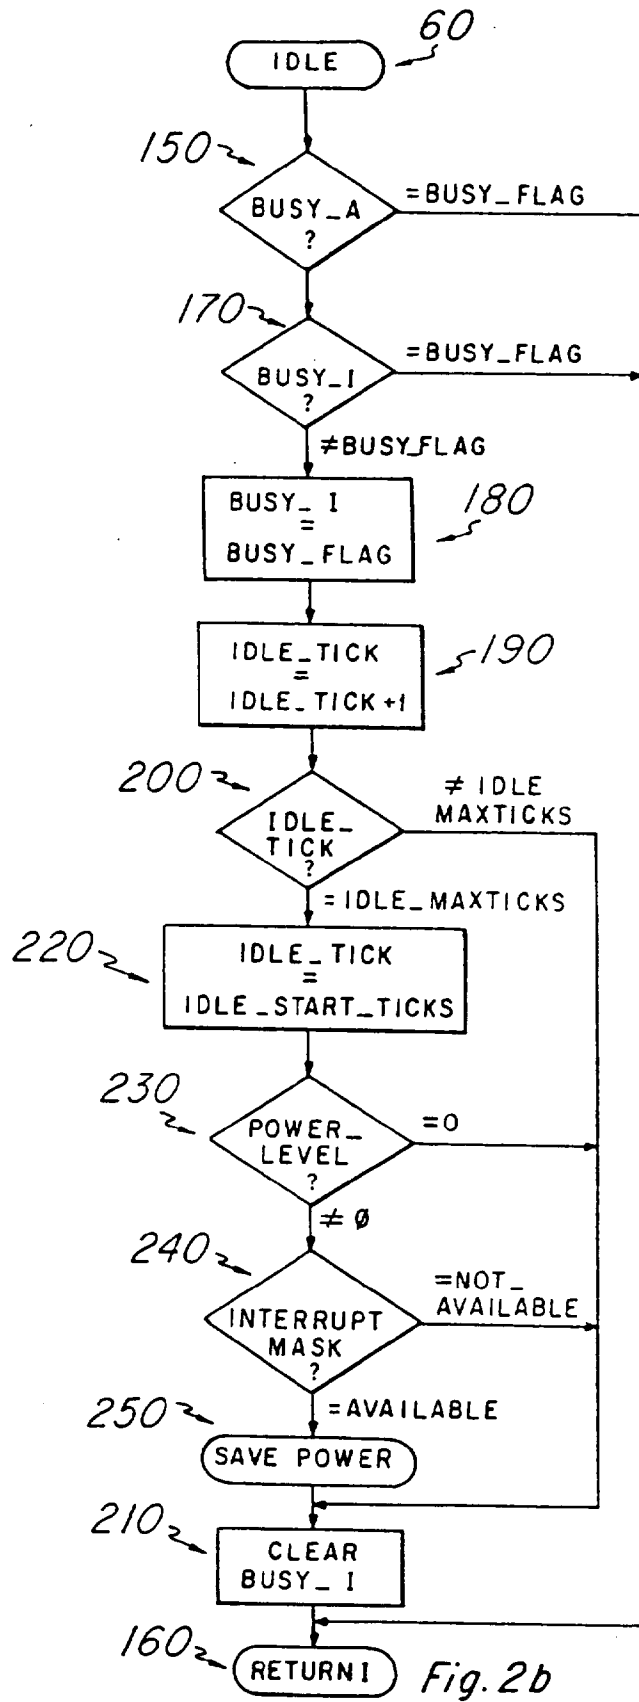 60
IDLE
150
BUSY_A
?
=BUSY_FLAG
170
BUSY_I
?
=BUSY_FLAG
≠BUSY_FLAG
BUSY_I
=
BUSY_FLAG
180
IDLE_TICK
=
IDLE_TICK+1
190
200
IDLE_
TICK
?
≠ IDLE
MAXTICKS
=IDLE_MAXTICKS
220
IDLE_TICK
=
IDLE_START_TICKS
230
POWER_
LEVEL
?
=0
≠ Ø
240
INTERRUPT
MASK
?
=NOT_
AVAILABLE
=AVAILABLE
250
SAVE POWER
210
CLEAR
BUSY_I
160
RETURN I
Fig. 2b